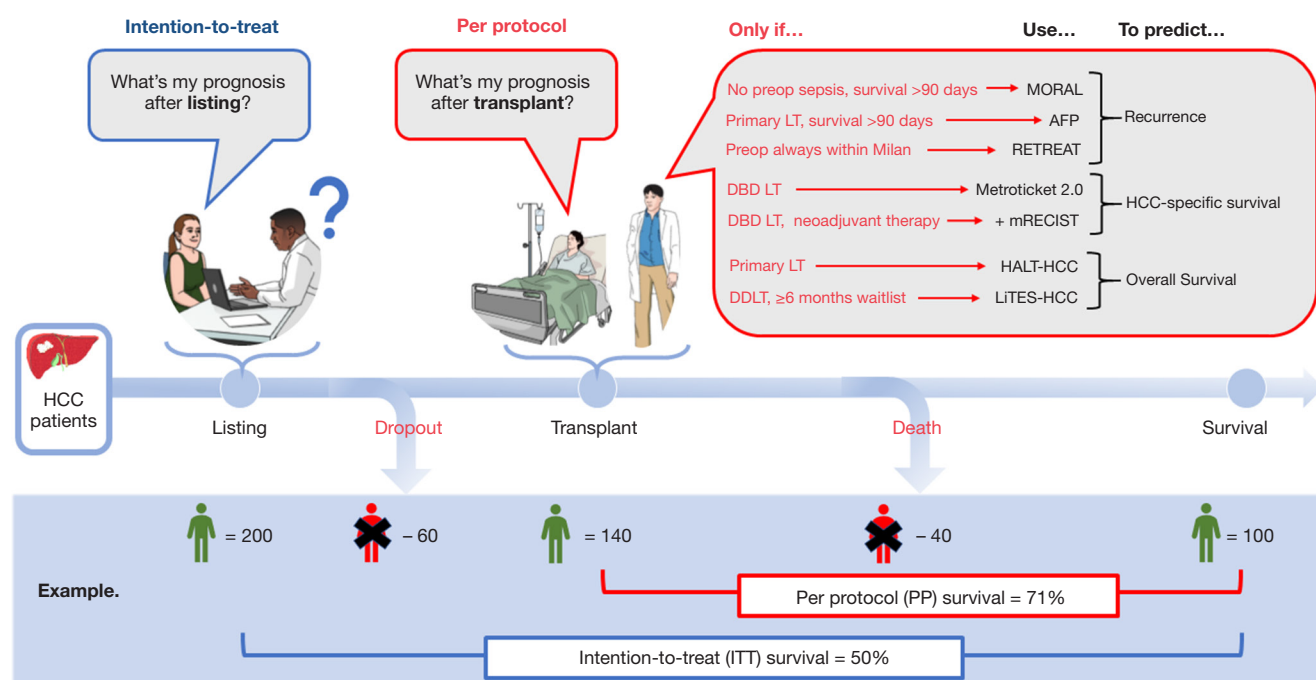 Intention-to-treat
Per protocol
Only if…
Use…
To predict…
What’s my prognosis
after listing?
What’s my prognosis
after transplant?
No preop sepsis, survival >90 days
MORAL
Primary LT, survival >90 days
AFP
Recurrence
Preop always within Milan
RETREAT
DBD LT
Metroticket 2.0
HCC-specific survival
DBD LT, neoadjuvant therapy
+ mRECIST
Primary LT
HALT-HCC
Overall Survival
DDLT, ≥6 months waitlist
LiTES-HCC
?
HCC
patients
Listing
Dropout
Transplant
Death
Survival
= 200
– 60
= 140
– 40
= 100
Example.
Per protocol (PP) survival = 71%
Intention-to-treat (ITT) survival = 50%